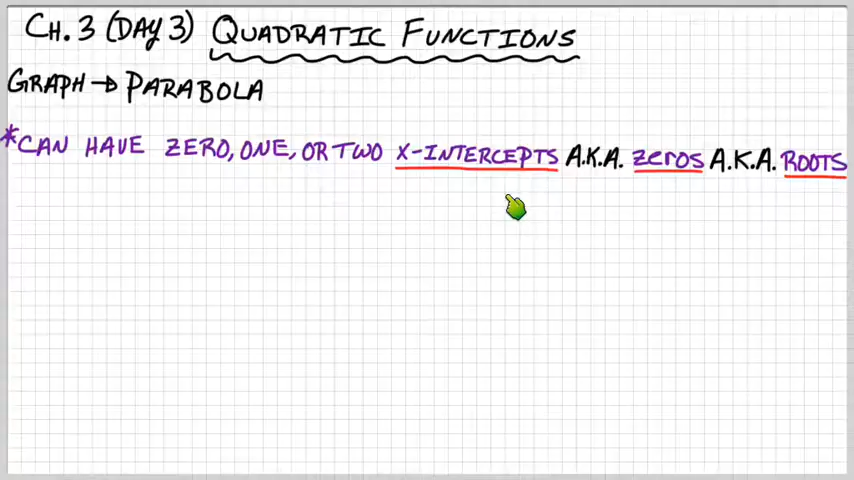 CH. 3 (DAY 3) QUADRATIC FUNCTIONS
GRAPH → PARABOLA
*CAN HAVE ZERO, ONE, OR TWO X-INTERCEPTS A.K.A. zeros A.K.A. ROOTS